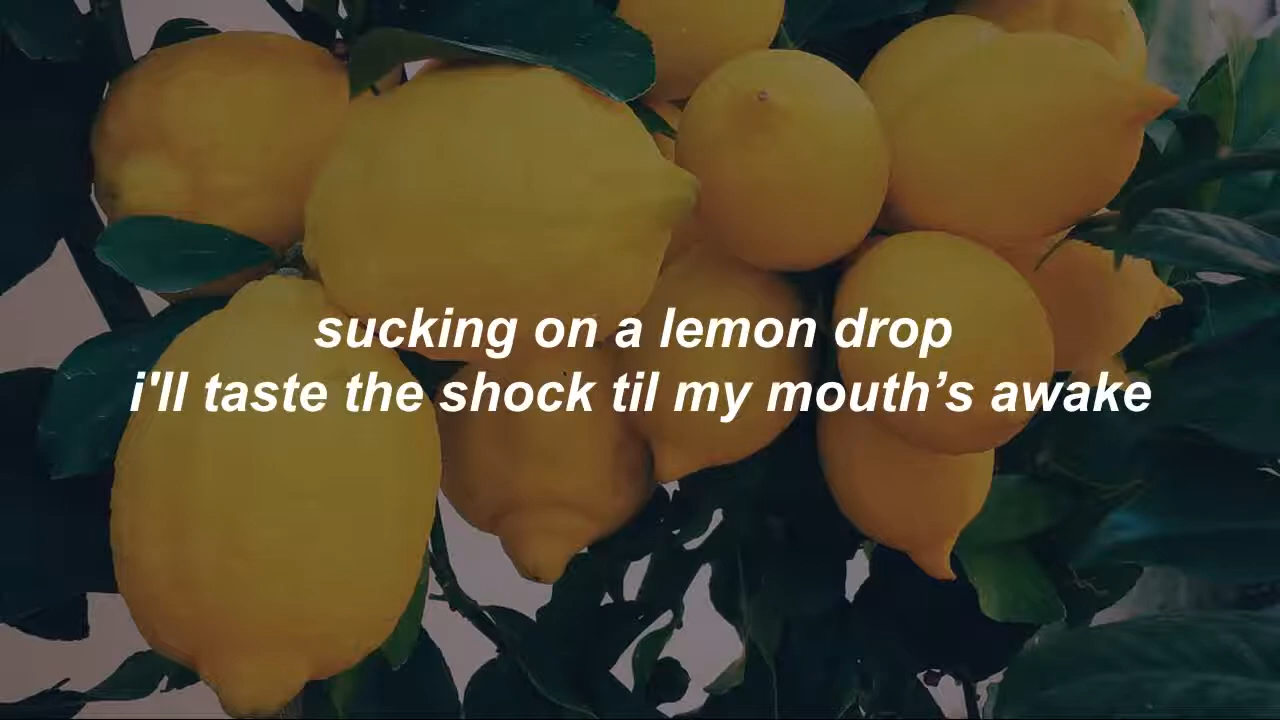 sucking on a lemon drop
i'll taste the shock til my mouth’s awake